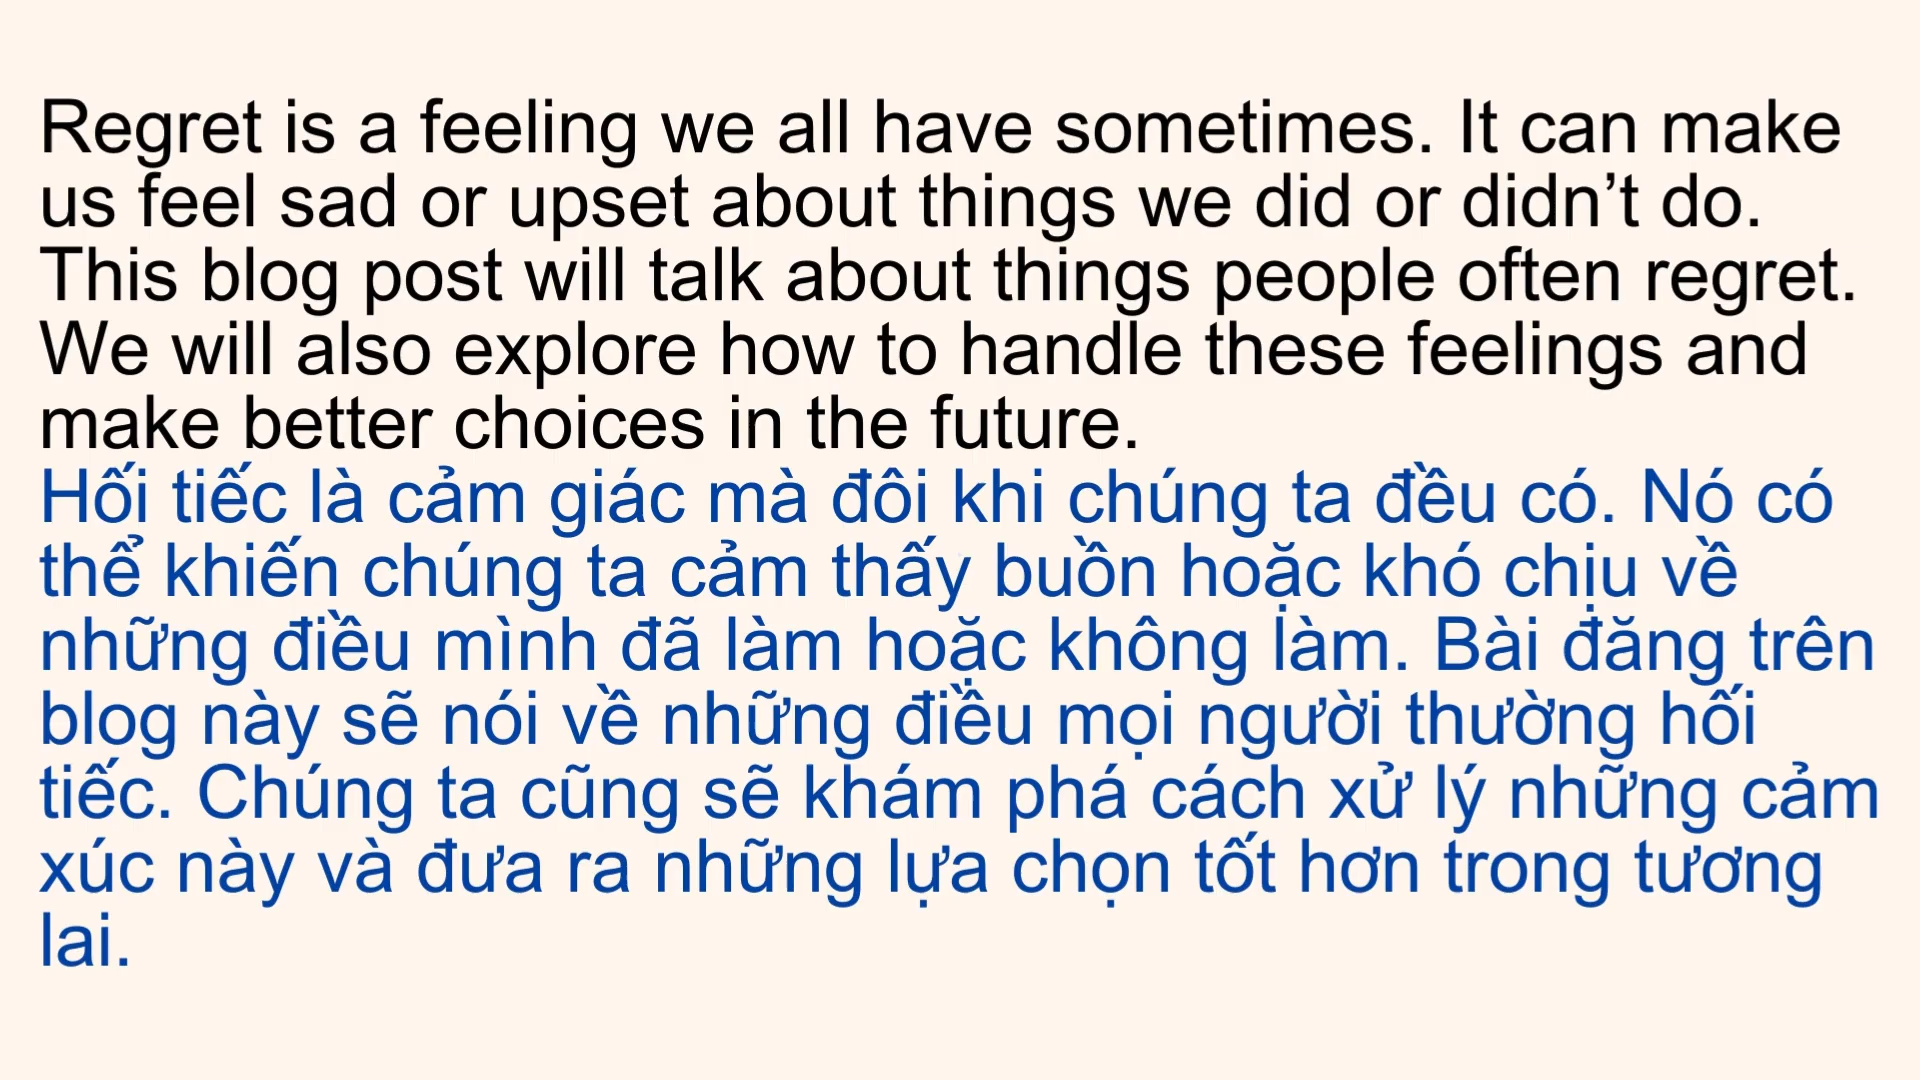 Regret is a feeling we all have sometimes. It can make
us feel sad or upset about things we did or didn’t do.
This blog post will talk about things people often regret.
We will also explore how to handle these feelings and
make better choices in the future.
Hối tiếc là cảm giác mà đôi khi chúng ta đều có. Nó có
thể khiến chúng ta cảm thấy buồn hoặc khó chịu về
những điều mình đã làm hoặc không làm. Bài đăng trên
blog này sẽ nói về những điều mọi người thường hối
tiếc. Chúng ta cũng sẽ khám phá cách xử lý những cảm
xúc này và đưa ra những lựa chọn tốt hơn trong tương
lai.